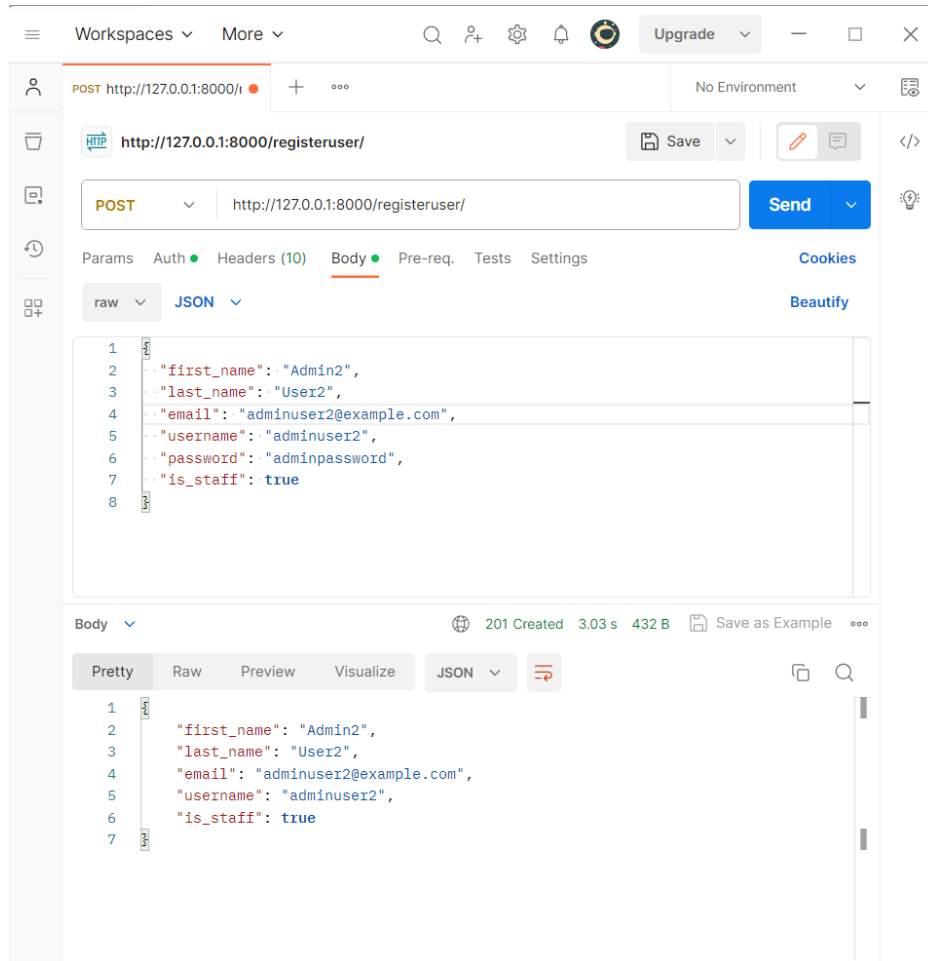 Workspaces More Upgrade
POST http://127.0.0.1:8000/r No Environment
HTTP http://127.0.0.1:8000/registeruser/ Save </>
POST http://127.0.0.1:8000/registeruser/ Send
Params Auth Headers (10) Body Pre-req. Tests Settings Cookies
raw JSON Beautify
1 {
2 "first_name": "Admin2",
3 "last_name": "User2",
4 "email": "adminuser2@example.com",
5 "username": "adminuser2",
6 "password": "adminpassword",
7 "is_staff": true
8 }
Body 201 Created 3.03 s 432 B Save as Example
Pretty Raw Preview Visualize JSON
1 {
2 "first_name": "Admin2",
3 "last_name": "User2",
4 "email": "adminuser2@example.com",
5 "username": "adminuser2",
6 "is_staff": true
7 }